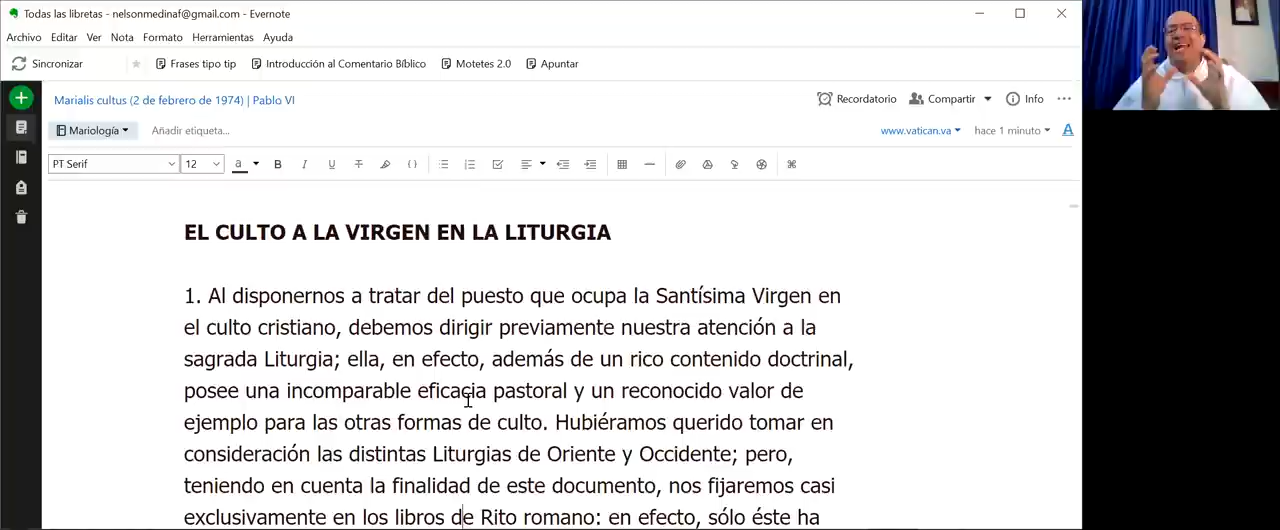 Todas las libretas - nelsonmedinaf@gmail.com - Evernote
Archivo Editar Ver Nota Formato Herramientas Ayuda
Sincronizar Frases tipo tip Introducción al Comentario Bíblico Motetes 2.0 Apuntar
Marialis cultus (2 de febrero de 1974) | Pablo VI Recordatorio Compartir Info
Mariología Añadir etiqueta... www.vatican.va hace 1 minuto A
PT Serif 12 a B I U T
EL CULTO A LA VIRGEN EN LA LITURGIA
1. Al disponernos a tratar del puesto que ocupa la Santísima Virgen en
el culto cristiano, debemos dirigir previamente nuestra atención a la
sagrada Liturgia; ella, en efecto, además de un rico contenido doctrinal,
posee una incomparable eficacia pastoral y un reconocido valor de
ejemplo para las otras formas de culto. Hubiéramos querido tomar en
consideración las distintas Liturgias de Oriente y Occidente; pero,
teniendo en cuenta la finalidad de este documento, nos fijaremos casi
exclusivamente en los libros de Rito romano: en efecto, sólo éste ha